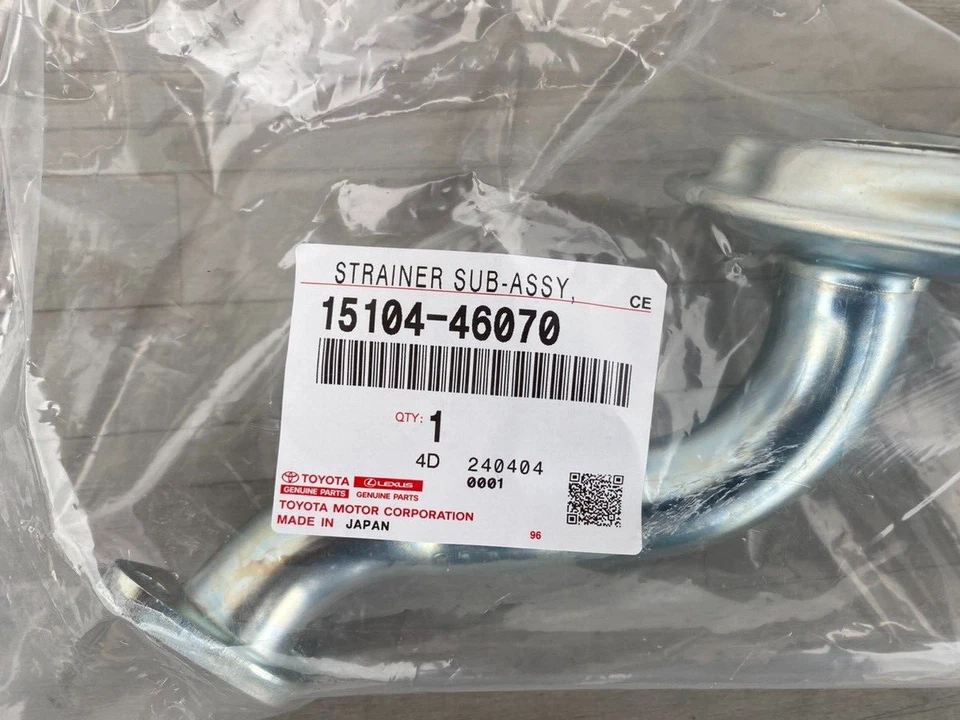 STRAINER SUB-ASSY,
CE
15104-46070
QTY: 1
4D 240404
0001
TOYOTA LEXUS
GENUINE PARTS GENUINE PARTS
TOYOTA MOTOR CORPORATION
MADE IN JAPAN
96